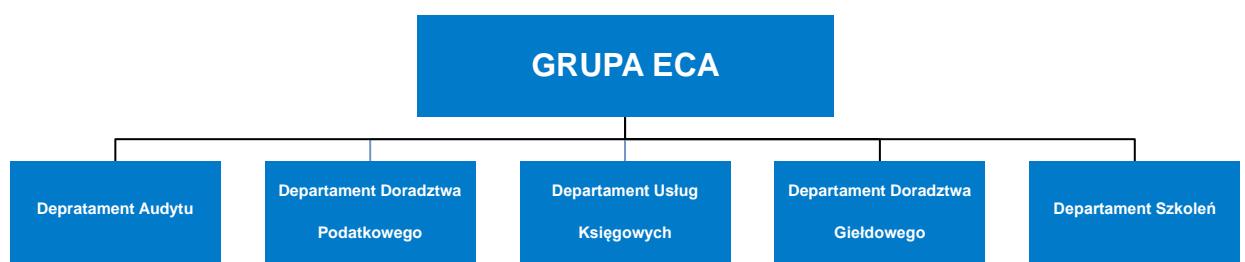 GRUPA ECA
Depratament Audytu
Departament Doradztwa
Podatkowego
Departament Usług
Księgowych
Departament Doradztwa
Giełdowego
Departament Szkoleń